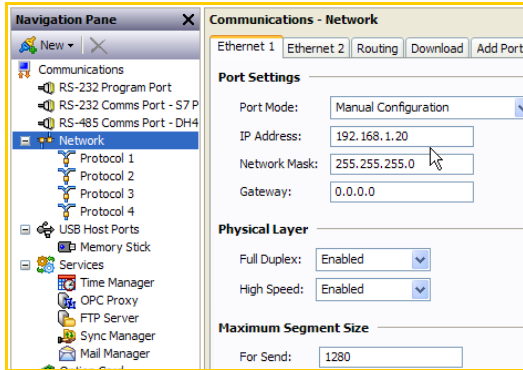 Navigation Pane
New
Communications
RS-232 Program Port
RS-232 Comms Port - S7 P
RS-485 Comms Port - DH4
Network
Protocol 1
Protocol 2
Protocol 3
Protocol 4
USB Host Ports
Memory Stick
Services
Time Manager
OPC Proxy
FTP Server
Sync Manager
Mail Manager
Option Card
Communications - Network
Ethernet 1 Ethernet 2 Routing Download Add Port
Port Settings
Port Mode: Manual Configuration
IP Address: 192.168.1.20
Network Mask: 255.255.255.0
Gateway: 0.0.0.0
Physical Layer
Full Duplex: Enabled
High Speed: Enabled
Maximum Segment Size
For Send: 1280